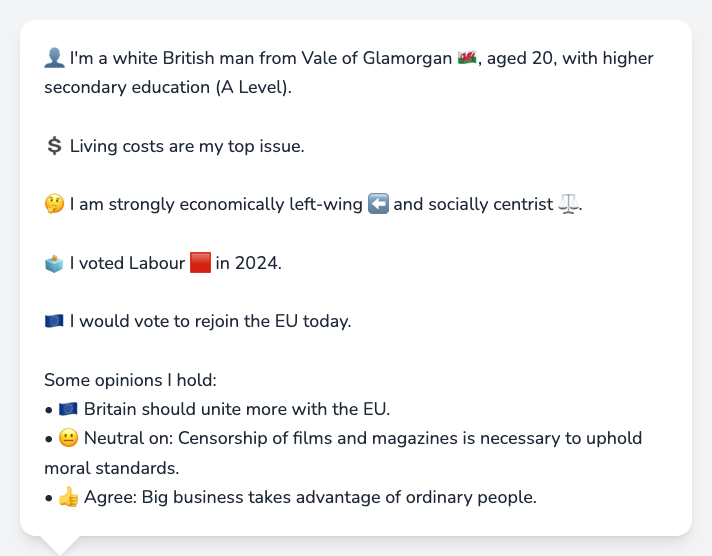 👤 I'm a white British man from Vale of Glamorgan 🏴󠁧󠁢󠁷󠁬󠁳󠁿, aged 20, with higher
secondary education (A Level).
💲 Living costs are my top issue.
🤔 I am strongly economically left-wing ⬅️ and socially centrist ⚖️.
🗳️ I voted Labour 🟥 in 2024.
🇪🇺 I would vote to rejoin the EU today.
Some opinions I hold:
• 🇪🇺 Britain should unite more with the EU.
• 😐 Neutral on: Censorship of films and magazines is necessary to uphold
moral standards.
• 👍 Agree: Big business takes advantage of ordinary people.